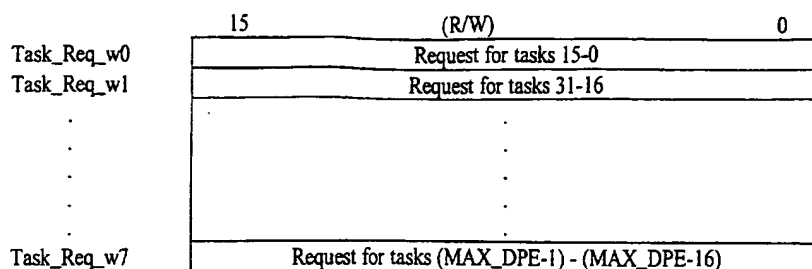 15 (R/W) 0
Task_Req_w0 Request for tasks 15-0
Task_Req_w1 Request for tasks 31-16
. .
. .
. .
. .
Task_Req_w7 Request for tasks (MAX_DPE-1) - (MAX_DPE-16)